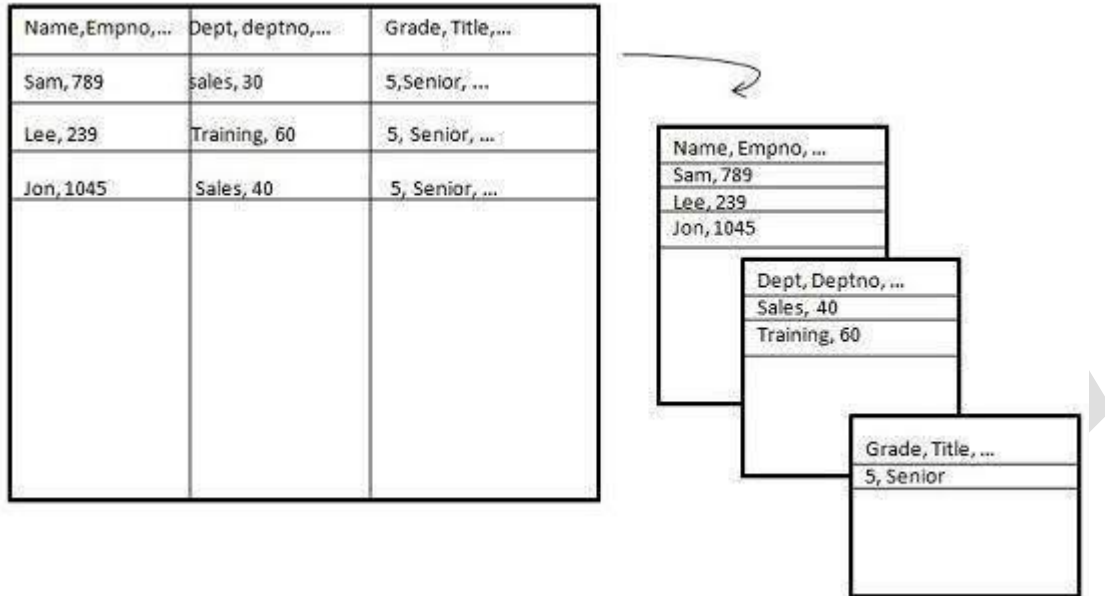 Name,Empno,... Dept, deptno,... Grade, Title,...
Sam, 789 sales, 30 5,Senior, ...
Lee, 239 Training, 60 5, Senior, ...
Jon, 1045 Sales, 40 5, Senior, ...
Name, Empno, ...
Sam, 789
Lee, 239
Jon, 1045
Dept, Deptno, ...
Sales, 40
Training, 60
Grade, Title, ...
5, Senior